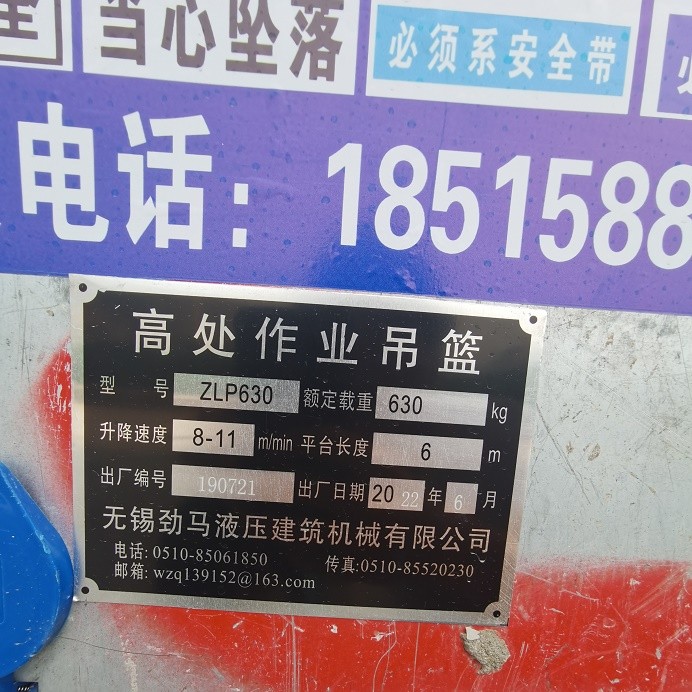 全 当心坠落 必须系安全带 必
电话: 1851588
高处作业吊篮
型号 ZLP630 额定载重 630 kg
升降速度 8-11 m/min 平台长度 6 m
出厂编号 190721 出厂日期 2022年6月
无锡劲马液压建筑机械有限公司
电话: 0510-85061850 传真:0510-85520230
邮箱: wzq139152@163.com